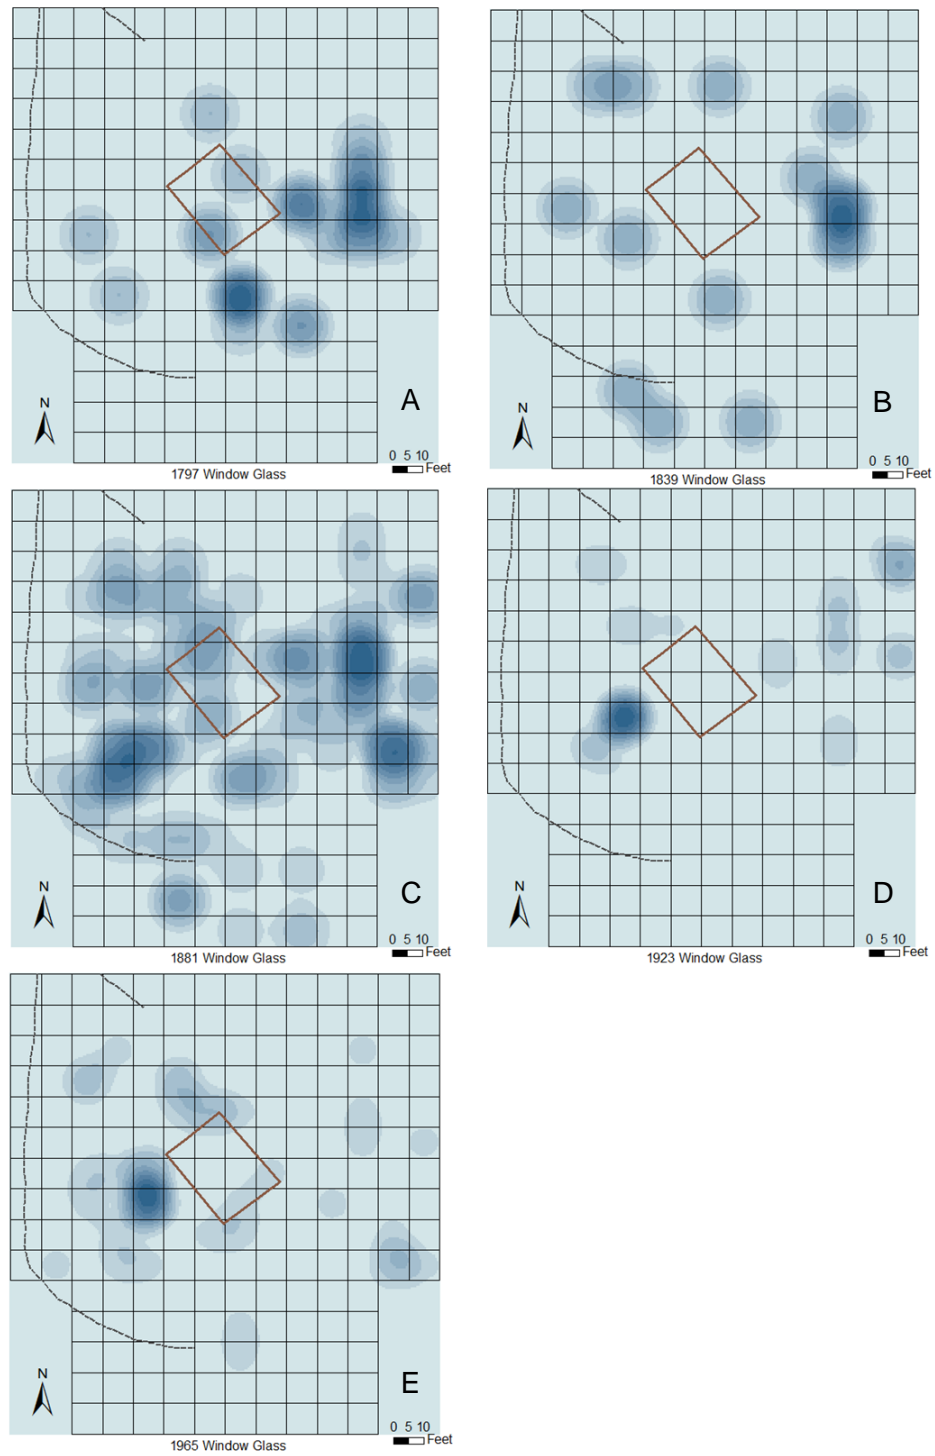 N
A
0 5 10
Feet
1797 Window Glass
N
B
0 5 10
Feet
1839 Window Glass
N
C
0 5 10
Feet
1881 Window Glass
N
D
0 5 10
Feet
1923 Window Glass
N
E
0 5 10
Feet
1965 Window Glass